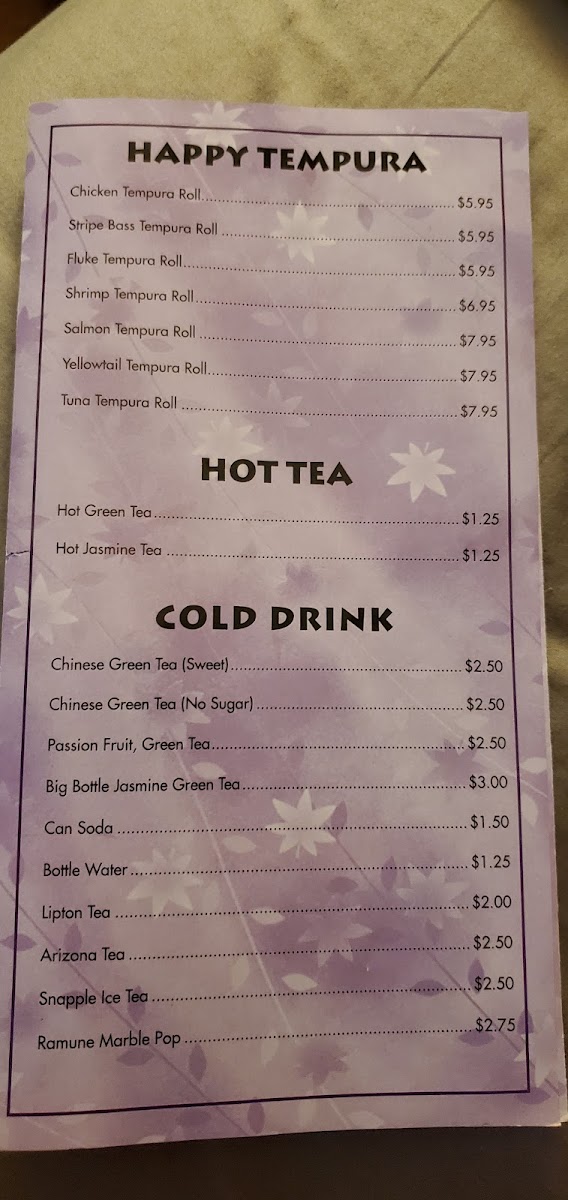 HAPPY TEMPURA
Chicken Tempura Roll.......... $5.95
Stripe Bass Tempura Roll .......... $5.95
Fluke Tempura Roll.......... $5.95
Shrimp Tempura Roll.......... $6.95
Salmon Tempura Roll .......... $7.95
Yellowtail Tempura Roll.......... $7.95
Tuna Tempura Roll .......... $7.95
HOT TEA
Hot Green Tea.......... $1.25
Hot Jasmine Tea .......... $1.25
COLD DRINK
Chinese Green Tea (Sweet).......... $2.50
Chinese Green Tea (No Sugar) .......... $2.50
Passion Fruit, Green Tea.......... $2.50
Big Bottle Jasmine Green Tea.......... $3.00
Can Soda .......... $1.50
Bottle Water.......... $1.25
Lipton Tea .......... $2.00
Arizona Tea .......... $2.50
Snapple Ice Tea.......... $2.50
Ramune Marble Pop .......... $2.75